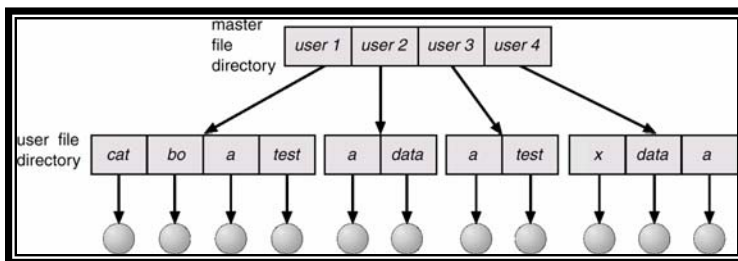 master
file
directory
user 1 user 2 user 3 user 4
user file
directory
cat bo a test a data a test x data a